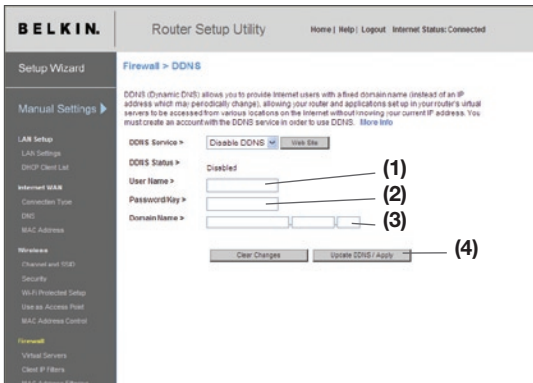 BELKIN.
Router Setup Utility
Home | Help | Logout Internet Status: Connected
Setup Wizard
Firewall > DDNS
DDNS (Dynamic DNS) allows you to provide Internet users with a fixed domain name (instead of an IP
address which may periodically change), allowing your router and applications set up in your router's virtual
servers to be accessed from various locations on the Internet without knowing your current IP address. You
must create an account with the DDNS service in order to use DDNS. More Info
Manual Settings
LAN Setup
LAN Settings
DHCP Client List
Internet WAN
Connection Type
DNS
MAC Address
Wireless
Channel and SSID
Security
Wi-Fi Protected Setup
Use as Access Point
MAC Address Control
Firewall
Virtual Servers
Client IP Filters
MAC Address Filtering
DDNS Service >
Disable DDNS
Web Site
DDNS Status >
Disabled
User Name >
(1)
Password/Key >
(2)
Domain Name >
. .
(3)
Clear Changes
Update DDNS / Apply
(4)